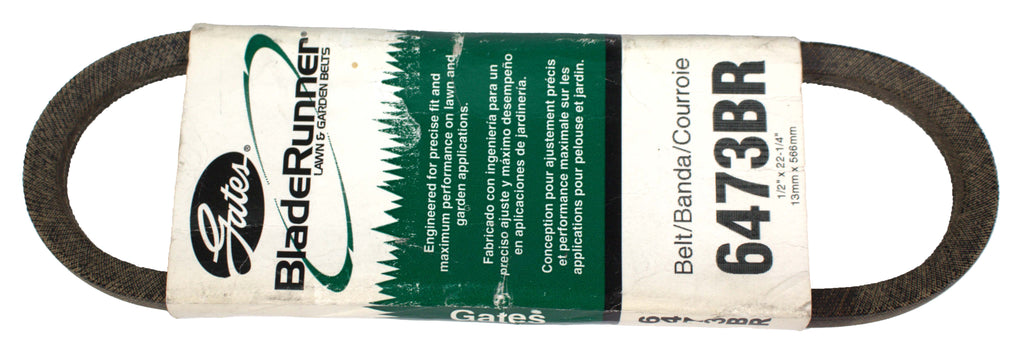 Gates®
BladeRunner®
LAWN & GARDEN BELTS
Engineered for precise fit and
maximum performance on lawn and
garden applications.
Fabricado con ingeniería para un
preciso ajuste y máximo desempeño
en aplicaciones de jardinería.
Conception pour ajustement précis
et performance maximale sur les
applications pour pelouse et jardin.
Gates®
Belt/Banda/Courroie
6473BR
1/2" x 22-1/4"
13mm x 566mm
6473BR